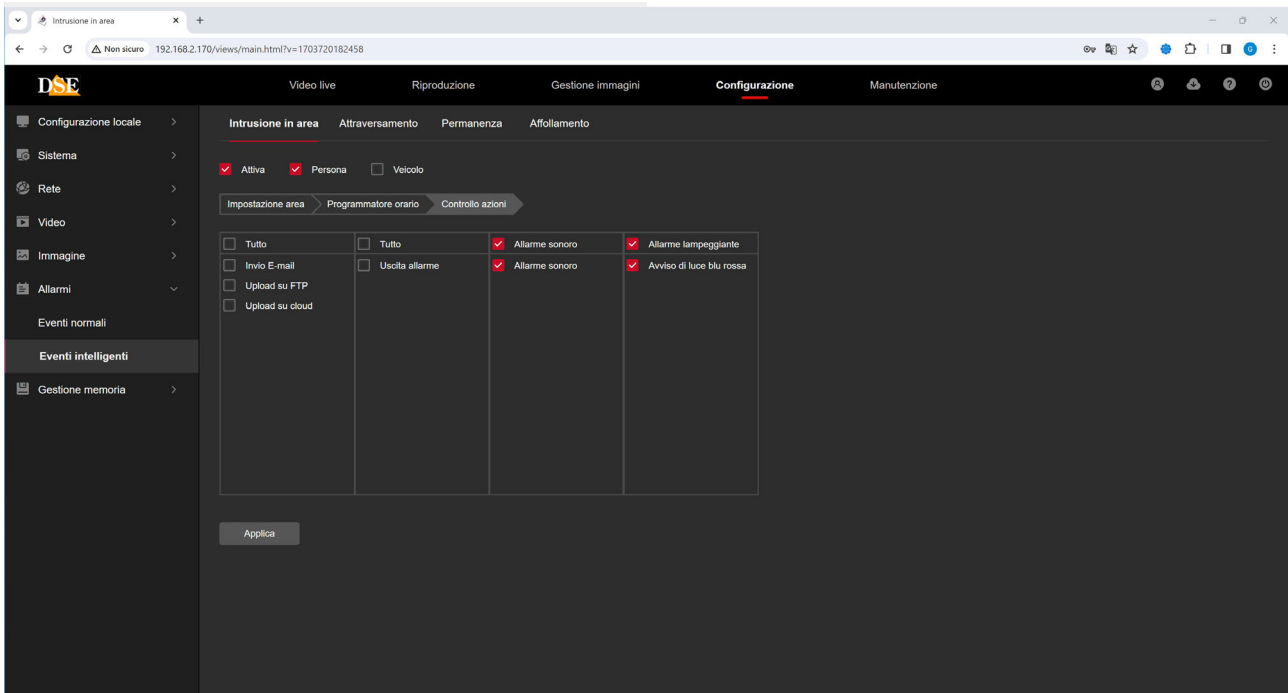 Intrusione in area
Non sicuro 192.168.2.170/views/main.html?v=1703720182458
G
DSE Video live Riproduzione Gestione immagini Configurazione Manutenzione
Configurazione locale
Sistema
Rete
Video
Immagine
Allarmi
Eventi normali
Eventi intelligenti
Gestione memoria
Intrusione in area Attraversamento Permanenza Affollamento
Attiva Persona Veicolo
Impostazione area Programmatore orario Controllo azioni
Tutto Tutto Allarme sonoro Allarme lampeggiante
Invio E-mail Uscita allarme Allarme sonoro Avviso di luce blu rossa
Upload su FTP
Upload su cloud
Applica